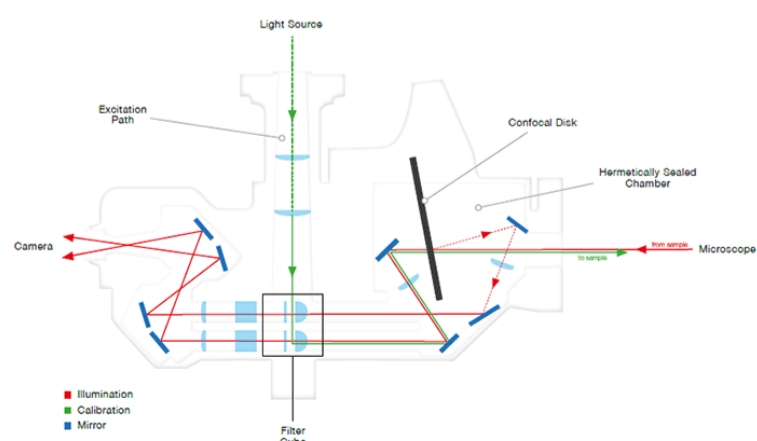 Light Source
Excitation
Path
Confocal Disk
Hermetically Sealed
Chamber
Camera
from sample
to sample
Microscope
Illumination
Calibration
Mirror
Filter
Cube